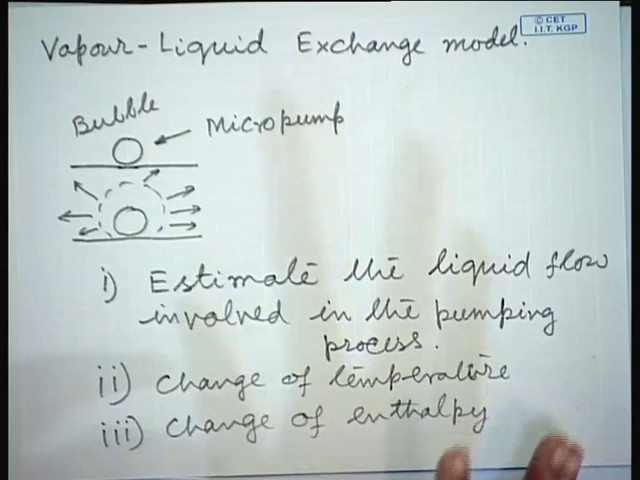 Vapour-Liquid Exchange model.
© CET
I.I.T. KGP
Bubble
Micropump
i) Estimate the liquid flow
involved in the pumping
process.
ii) change of temperature
iii) change of enthalpy